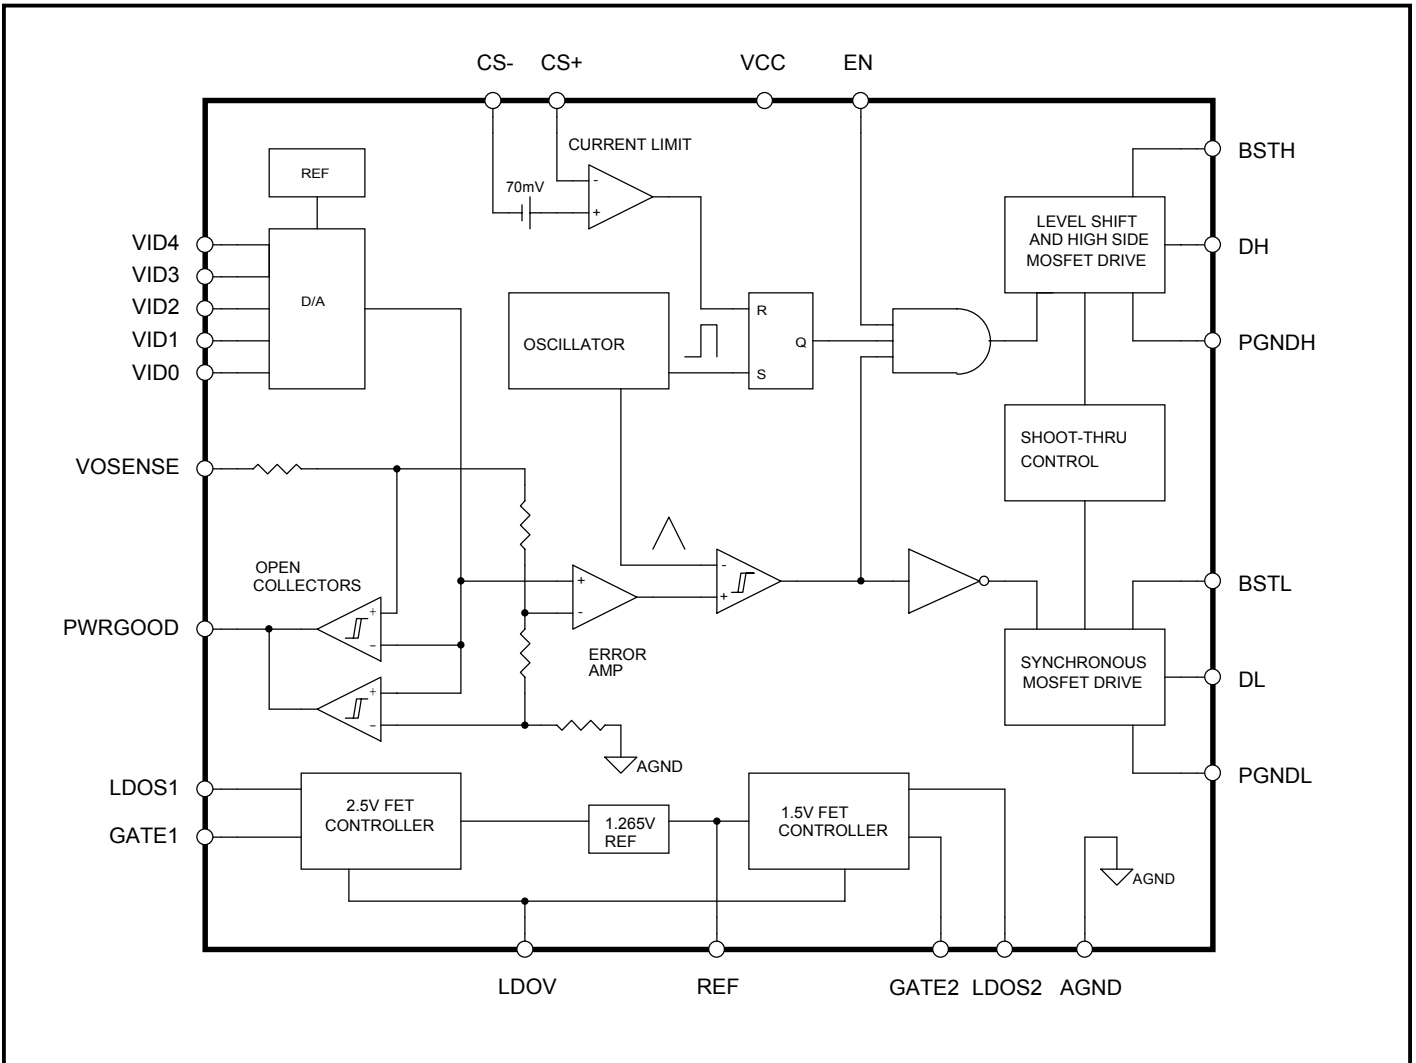 CS- CS+ VCC EN
CURRENT LIMIT
BSTH
REF
70mV
-
+
LEVEL SHIFT
AND HIGH SIDE
MOSFET DRIVE
DH
VID4
VID3
VID2
VID1
VID0
D/A
OSCILLATOR
R
Q
S
PGNDH
SHOOT-THRU
CONTROL
VOSENSE
OPEN
COLLECTORS
+
-
-
+
BSTL
PWRGOOD
+
-
ERROR
AMP
SYNCHRONOUS
MOSFET DRIVE
DL
+
-
AGND
PGNDL
LDOS1
GATE1
2.5V FET
CONTROLLER
1.265V
REF
1.5V FET
CONTROLLER
AGND
LDOV REF GATE2 LDOS2 AGND